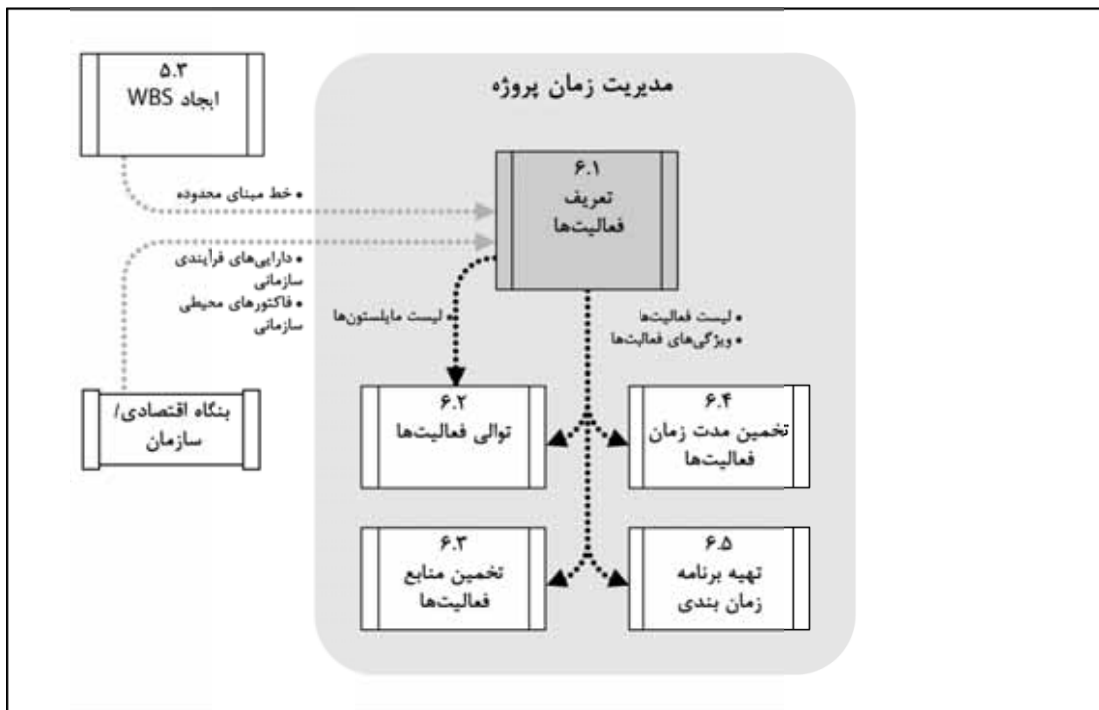 ۵.۳
ایجاد WBS
مدیریت زمان پروژه
۶.۱
تعریف
فعالیت‌ها
• خط مبنای محدوده
• دارایی‌های فرآیندی
سازمانی
• فاکتورهای محیطی
سازمانی
• لیست مایلستون‌ها
• لیست فعالیت‌ها
• ویژگی‌های فعالیت‌ها
بنگاه اقتصادی/
سازمان
۶.۲
توالی فعالیت‌ها
۶.۴
تخمین مدت زمان
فعالیت‌ها
۶.۳
تخمین منابع
فعالیت‌ها
۶.۵
تهیه برنامه
زمان بندی